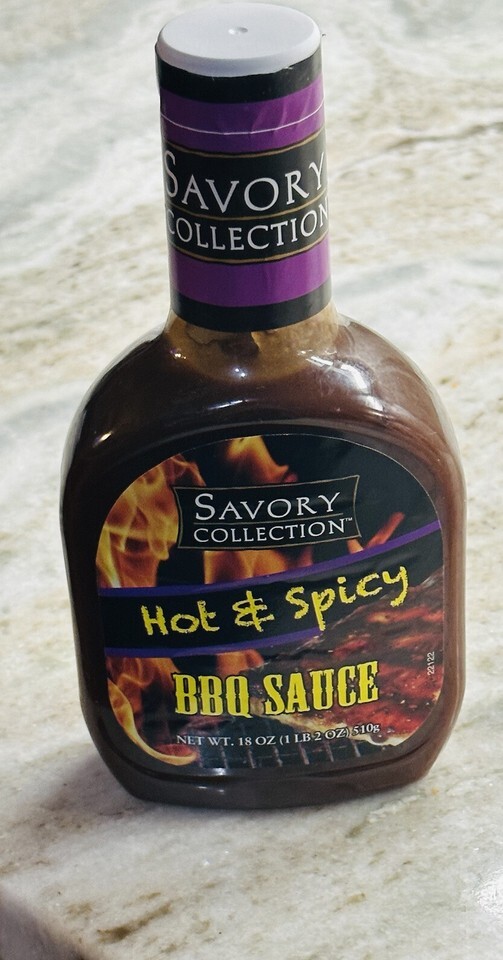 SAVORY
COLLECTION
SAVORY
COLLECTION™
Hot & Spicy
BBQ SAUCE
22122
NET WT. 18 OZ (1 LB 2 OZ) 510g